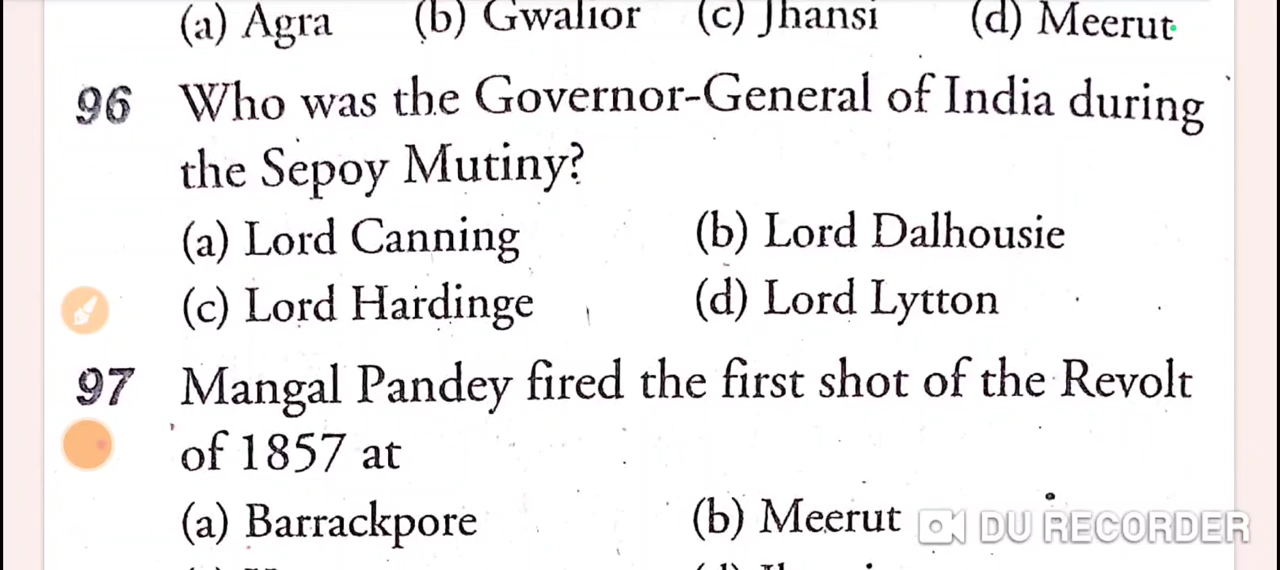 (a) Agra (b) Gwalior (c) Jhansi (d) Meerut
96 Who was the Governor-General of India during
the Sepoy Mutiny?
(a) Lord Canning (b) Lord Dalhousie
(c) Lord Hardinge (d) Lord Lytton
97 Mangal Pandey fired the first shot of the Revolt
of 1857 at
(a) Barrackpore (b) Meerut
DU RECORDER